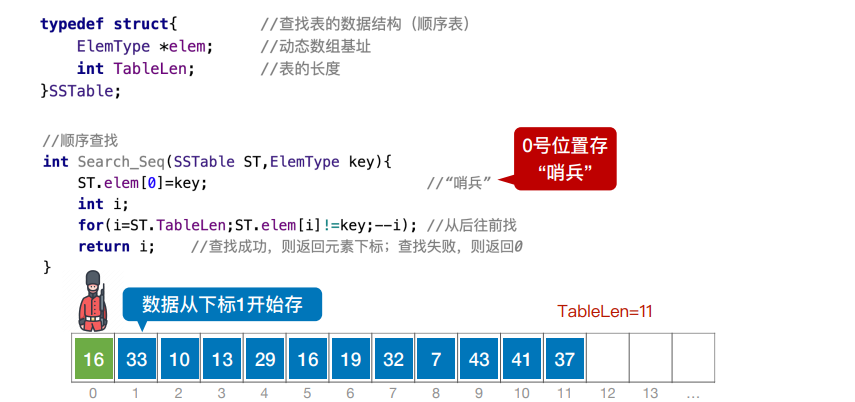 typedef struct{ //查找表的数据结构（顺序表）
ElemType *elem; //动态数组基址
int TableLen; //表的长度
}SSTable;
//顺序查找
int Search_Seq(SSTable ST,ElemType key){
ST.elem[0]=key; //“哨兵”
0号位置存
“哨兵”
int i;
for(i=ST.TableLen;ST.elem[i]!=key;--i); //从后往前找
return i; //查找成功，则返回元素下标；查找失败，则返回0
}
数据从下标1开始存
TableLen=11
16 33 10 13 29 16 19 32 7 43 41 37
0 1 2 3 4 5 6 7 8 9 10 11 12 13 …